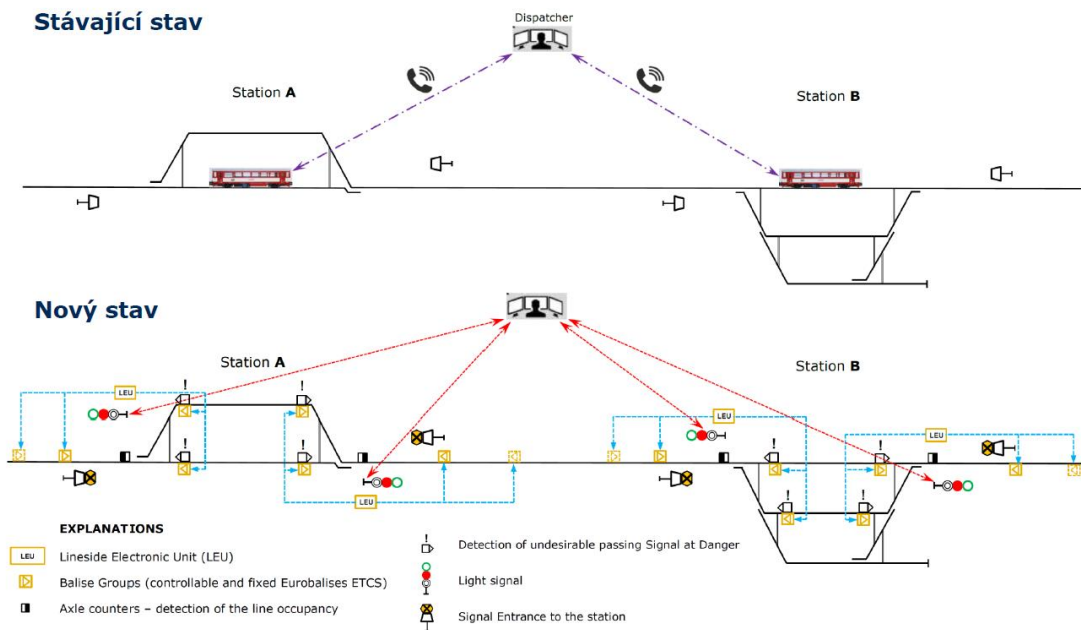 Stávající stav
Dispatcher
Station A
Station B
Nový stav
Station A
Station B
!
!
LEU
LEU
LEU
!
!
!
!
LEU
!
!
EXPLANATIONS
LEU
Lineside Electronic Unit (LEU)
Balise Groups (controllable and fixed Eurobalises ETCS)
Axle counters – detection of the line occupancy
!
Detection of undesirable passing Signal at Danger
Light signal
Signal Entrance to the station